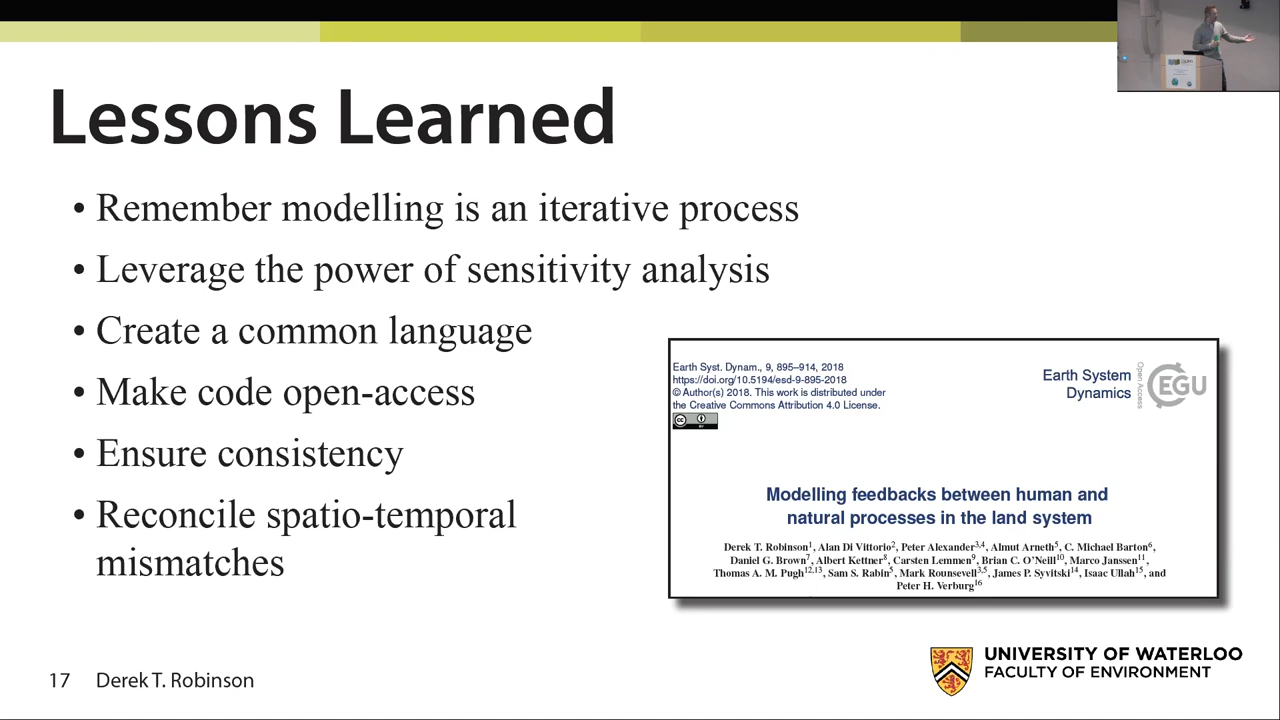 Lessons Learned
• Remember modelling is an iterative process
• Leverage the power of sensitivity analysis
• Create a common language
• Make code open-access
• Ensure consistency
• Reconcile spatio-temporal
mismatches
Earth Syst. Dynam., 9, 895–914, 2018
https://doi.org/10.5194/esd-9-895-2018
© Author(s) 2018. This work is distributed under
the Creative Commons Attribution 4.0 License.
CC
BY
Earth System
Dynamics
Open Access
EGU
Modelling feedbacks between human and
natural processes in the land system
Derek T. Robinson1, Alan Di Vittorio2, Peter Alexander3,4, Almut Arneth5, C. Michael Barton6,
Daniel G. Brown7, Albert Kettner8, Carsten Lemmen9, Brian C. O'Neill10, Marco Janssen11,
Thomas A. M. Pugh12,13, Sam S. Rabin5, Mark Rounsevell3,5, James P. Syvitski14, Isaac Ullah15, and
Peter H. Verburg16
17 Derek T. Robinson
UNIVERSITY OF WATERLOO
FACULTY OF ENVIRONMENT